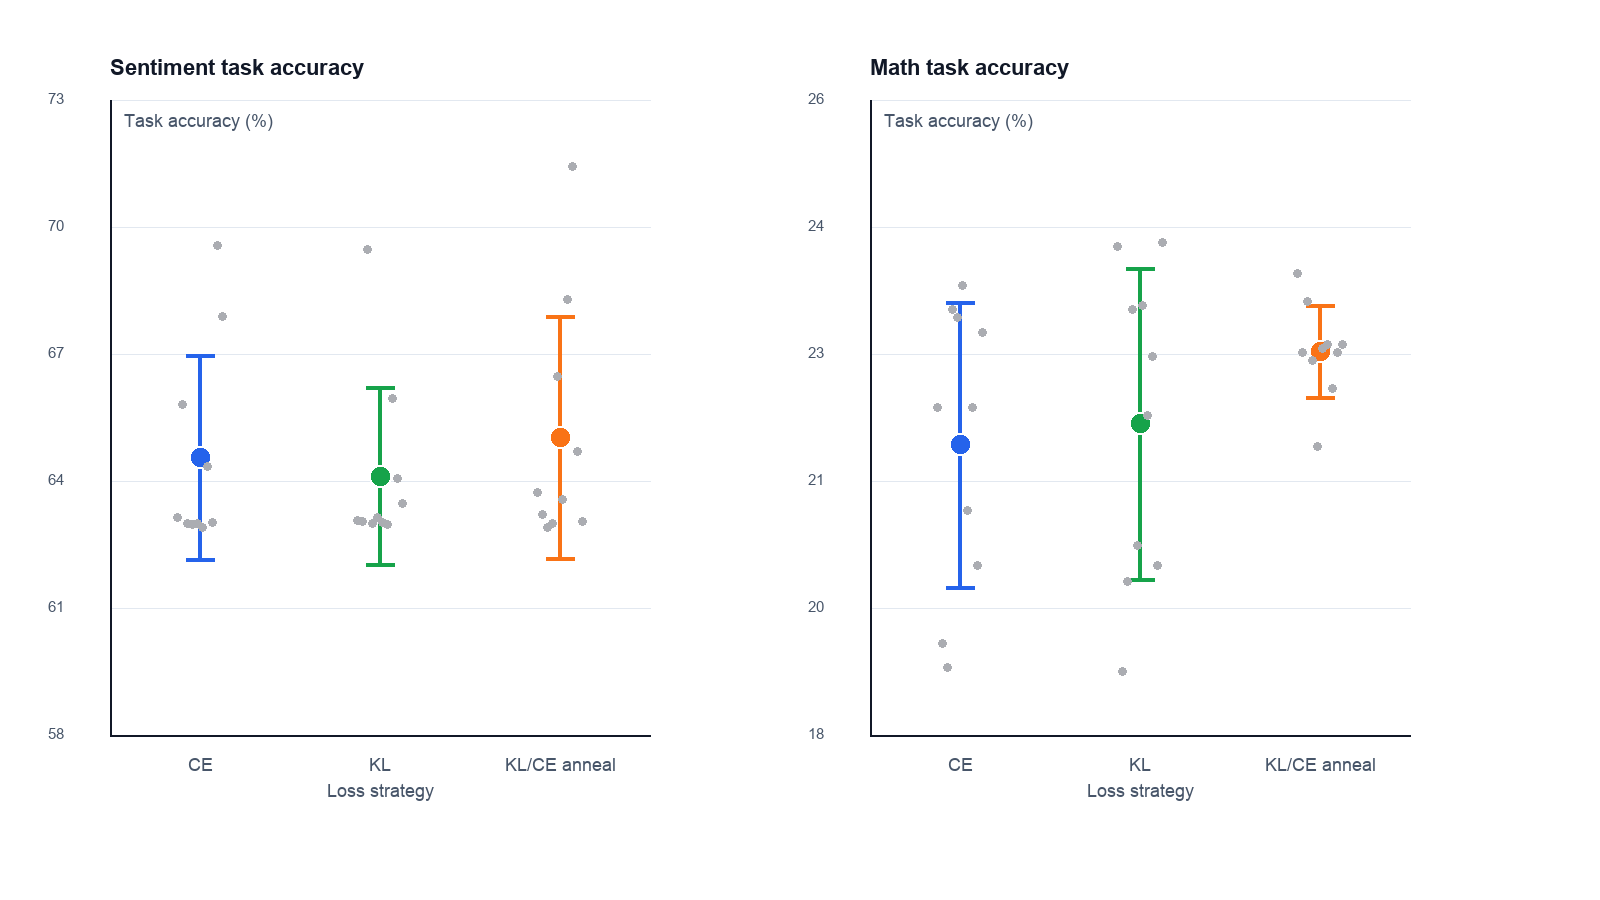 Sentiment task accuracy
73
Task accuracy (%)
70
67
64
61
58
CE
KL
KL/CE anneal
Loss strategy
Math task accuracy
26
Task accuracy (%)
24
23
21
20
18
CE
KL
KL/CE anneal
Loss strategy